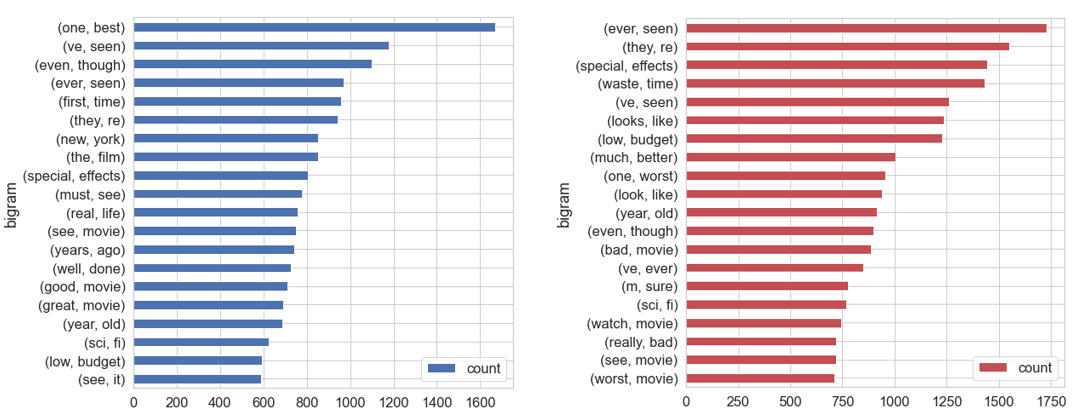 (one, best)
(ve, seen)
(even, though)
(ever, seen)
(first, time)
(they, re)
(new, york)
(the, film)
(special, effects)
(must, see)
(real, life)
(see, movie)
(years, ago)
(well, done)
(good, movie)
(great, movie)
(year, old)
(sci, fi)
(low, budget)
(see, it)
bigram
count
0 200 400 600 800 1000 1200 1400 1600
(ever, seen)
(they, re)
(special, effects)
(waste, time)
(ve, seen)
(looks, like)
(low, budget)
(much, better)
(one, worst)
(look, like)
(year, old)
(even, though)
(bad, movie)
(ve, ever)
(m, sure)
(sci, fi)
(watch, movie)
(really, bad)
(see, movie)
(worst, movie)
bigram
count
0 250 500 750 1000 1250 1500 1750